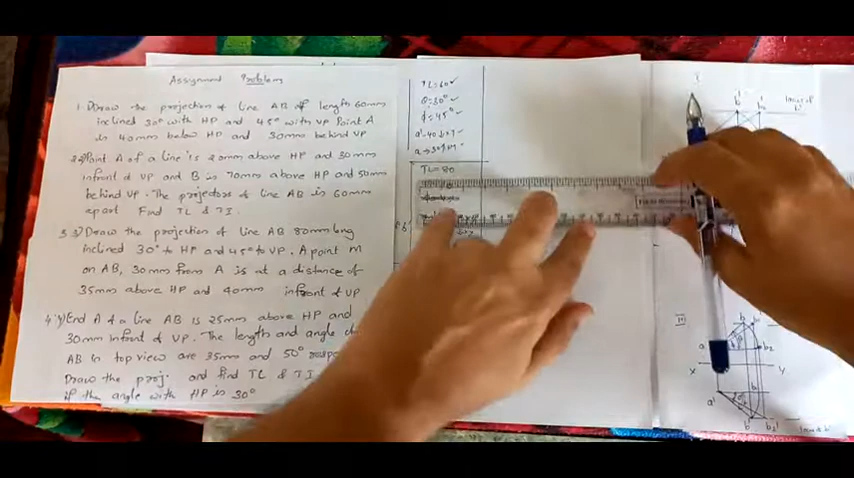 Assignment Problem
1. Draw the projection of line AB of length 60mm
inclined 30° with HP and 45° with VP Point A
is 40mm below HP and 30mm behind VP
2. Point A of a line is 20mm above HP and 30mm
infront of VP and B is 70mm above HP and 50mm
behind VP. The projectors of line AB is 60mm
apart Find TL & TI.
3. 3) Draw the projection of line AB 80mm long
inclined 30° to HP and 45° to VP. A point m
on AB, 30mm from A is at a distance of
35mm above HP and 40mm infront of VP
4. End A of a line AB is 25mm above HP and
30mm infront of VP. The length and angle
AB in top view are 35mm and 50°
Draw the proj. and find TL & TI
if the angle with HP is 30°
TL=60
θ=30°
φ=45°
TL=80
III
b'
b'
a
b
b2
X
Y
a'
b'
b2'